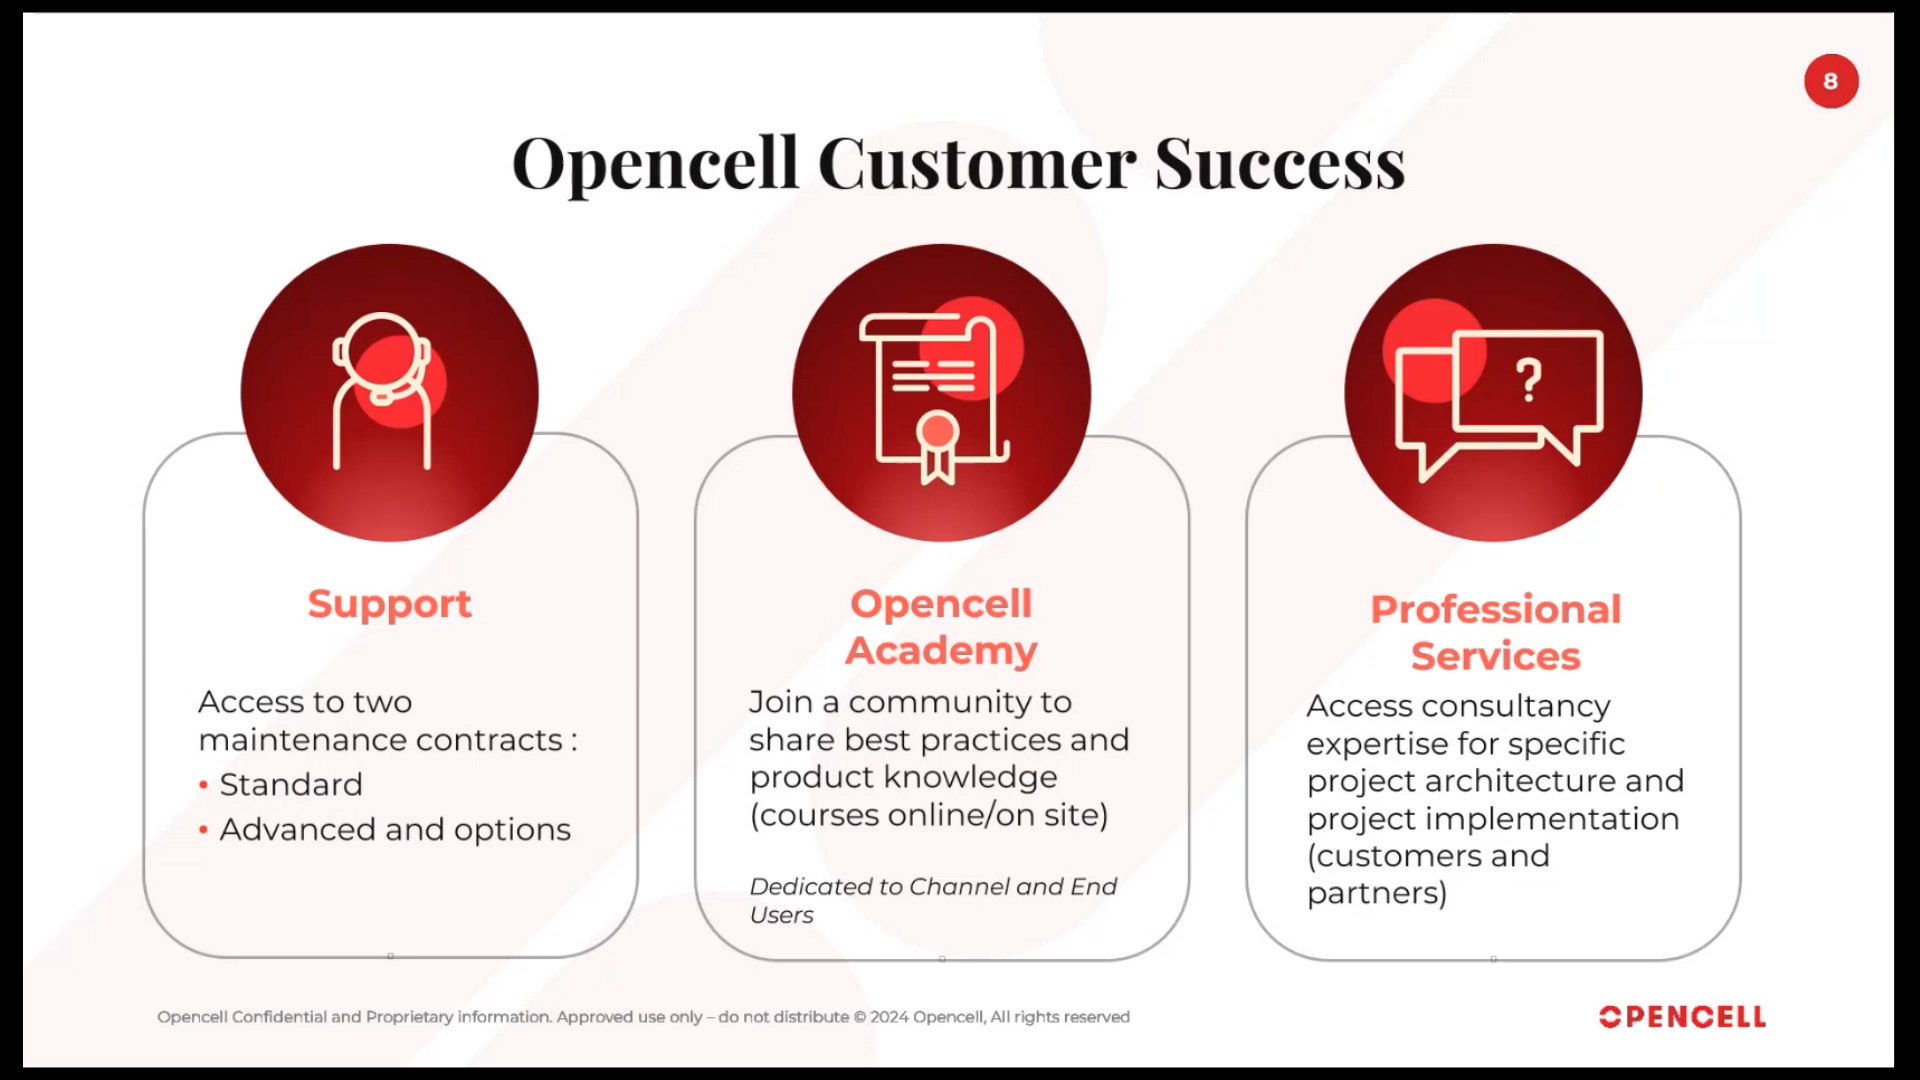 8
Opencell Customer Success
?
Support
Access to two
maintenance contracts :
• Standard
• Advanced and options
Opencell
Academy
Join a community to
share best practices and
product knowledge
(courses online/on site)
Dedicated to Channel and End
Users
Professional
Services
Access consultancy
expertise for specific
project architecture and
project implementation
(customers and
partners)
Opencell Confidential and Proprietary information. Approved use only – do not distribute © 2024 Opencell, All rights reserved
OPENCELL